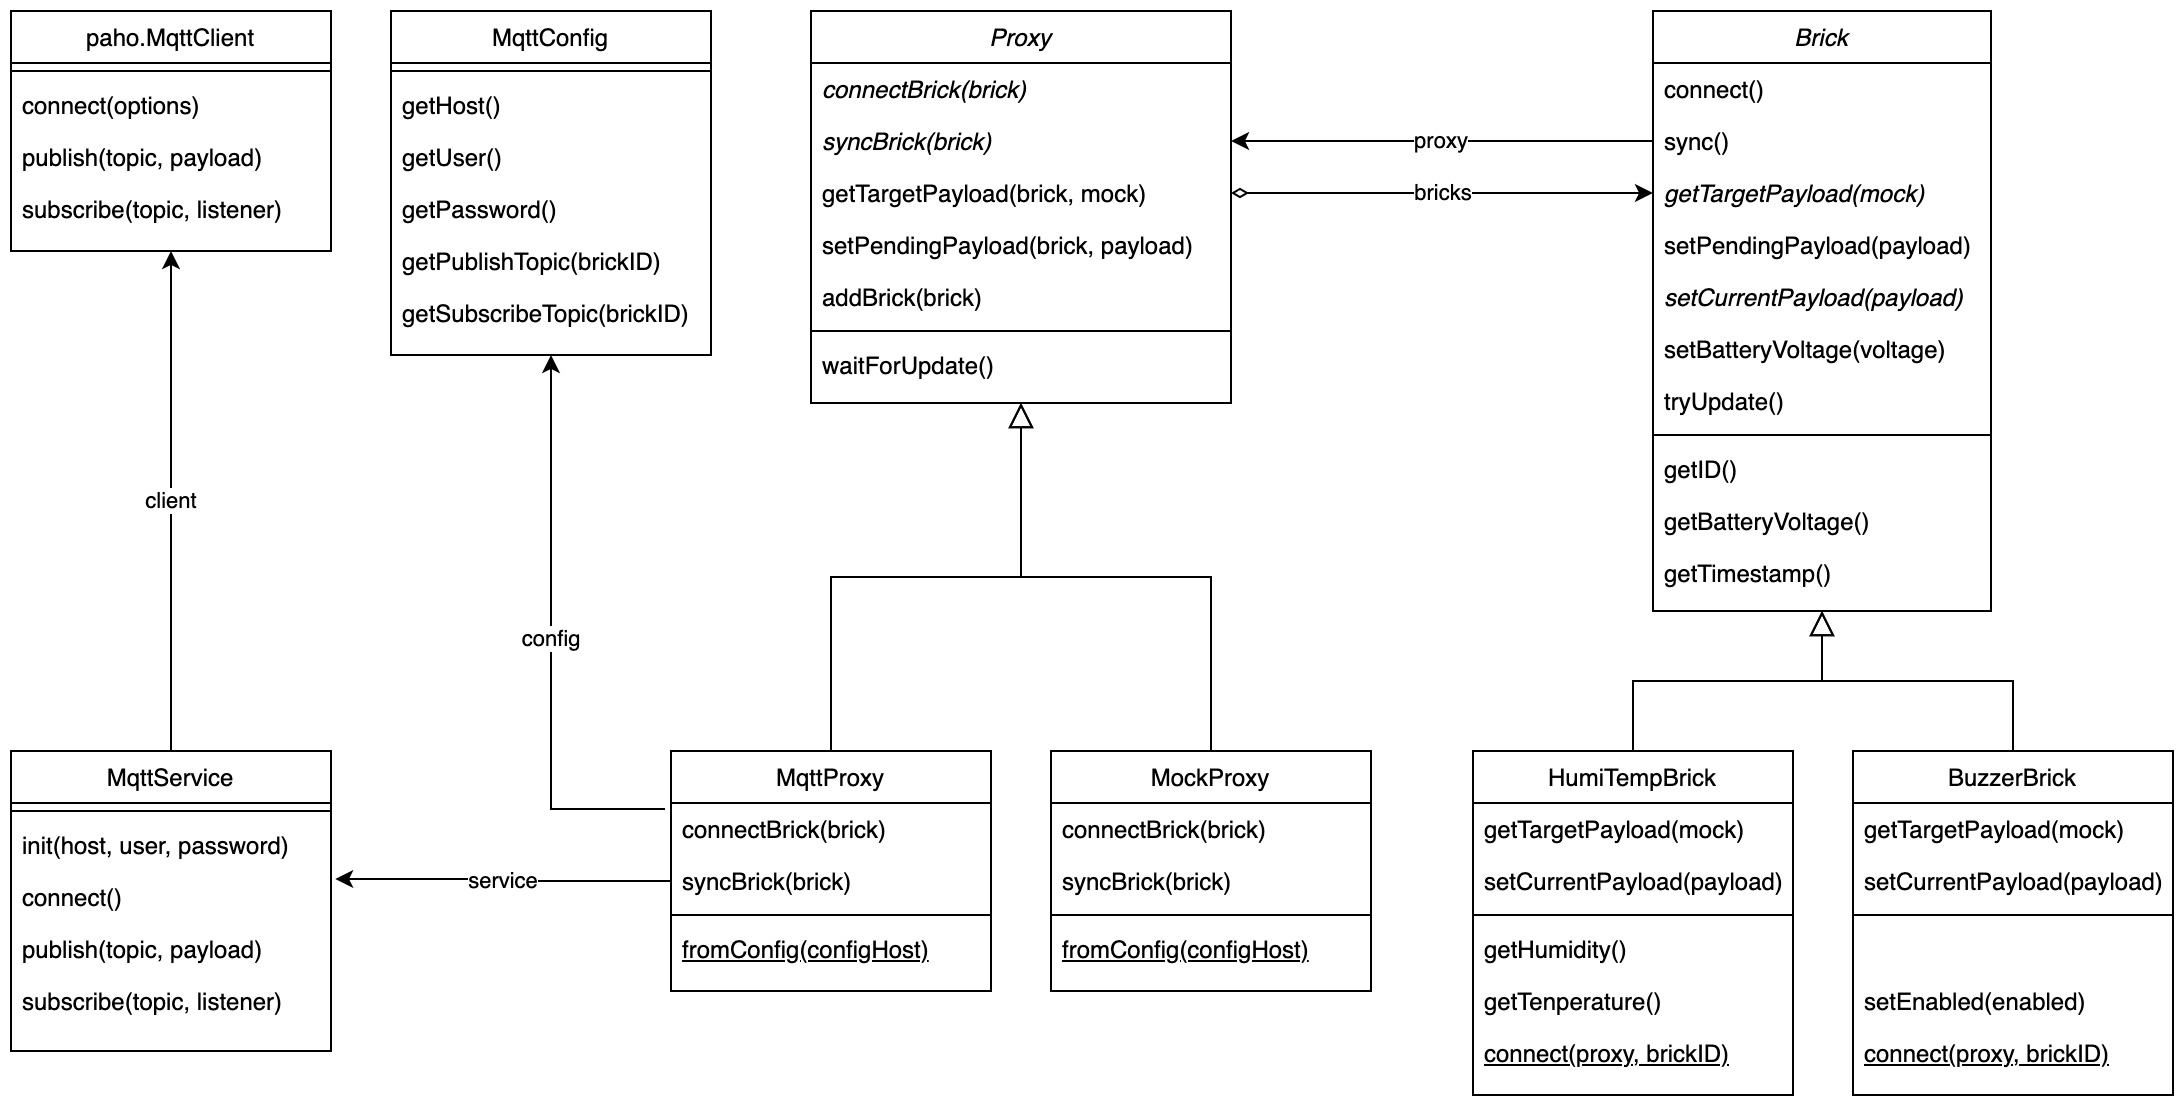 paho.MqttClient
connect(options)
publish(topic, payload)
subscribe(topic, listener)
MqttConfig
getHost()
getUser()
getPassword()
getPublishTopic(brickID)
getSubscribeTopic(brickID)
Proxy
connectBrick(brick)
syncBrick(brick)
getTargetPayload(brick, mock)
setPendingPayload(brick, payload)
addBrick(brick)
waitForUpdate()
proxy
bricks
Brick
connect()
sync()
getTargetPayload(mock)
setPendingPayload(payload)
setCurrentPayload(payload)
setBatteryVoltage(voltage)
tryUpdate()
getID()
getBatteryVoltage()
getTimestamp()
client
config
MqttService
init(host, user, password)
connect()
publish(topic, payload)
subscribe(topic, listener)
service
MqttProxy
connectBrick(brick)
syncBrick(brick)
fromConfig(configHost)
MockProxy
connectBrick(brick)
syncBrick(brick)
fromConfig(configHost)
HumiTempBrick
getTargetPayload(mock)
setCurrentPayload(payload)
getHumidity()
getTenperature()
connect(proxy, brickID)
BuzzerBrick
getTargetPayload(mock)
setCurrentPayload(payload)
setEnabled(enabled)
connect(proxy, brickID)